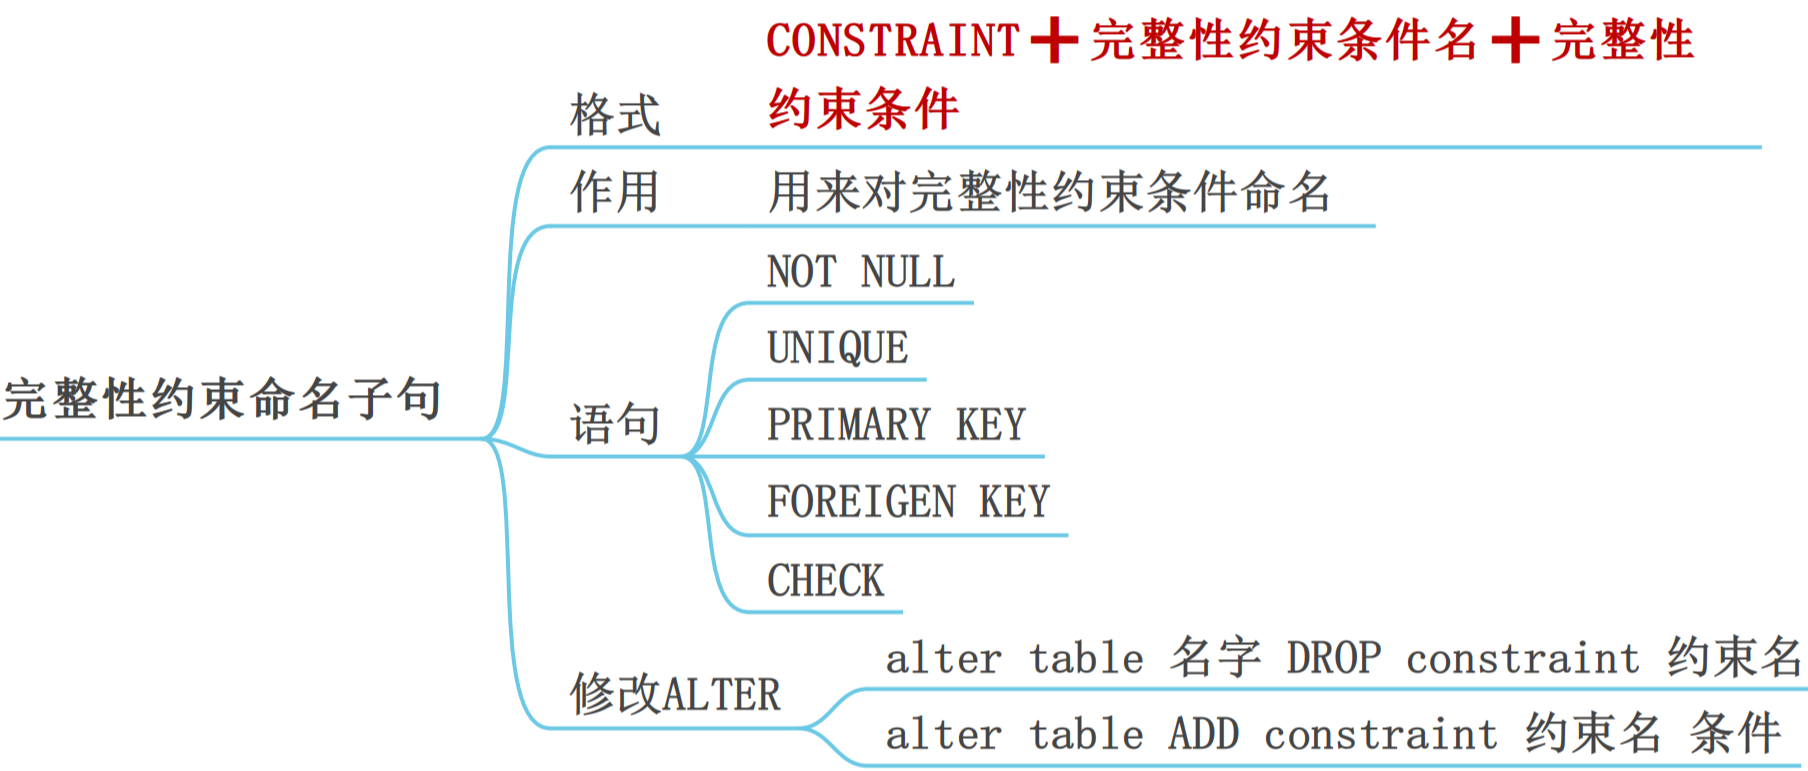 CONSTRAINT+完整性约束条件名+完整性
约束条件
格式
作用 用来对完整性约束条件命名
NOT NULL
UNIQUE
完整性约束命名子句
语句
PRIMARY KEY
FOREIGEN KEY
CHECK
alter table 名字 DROP constraint 约束名
修改ALTER
alter table ADD constraint 约束名 条件